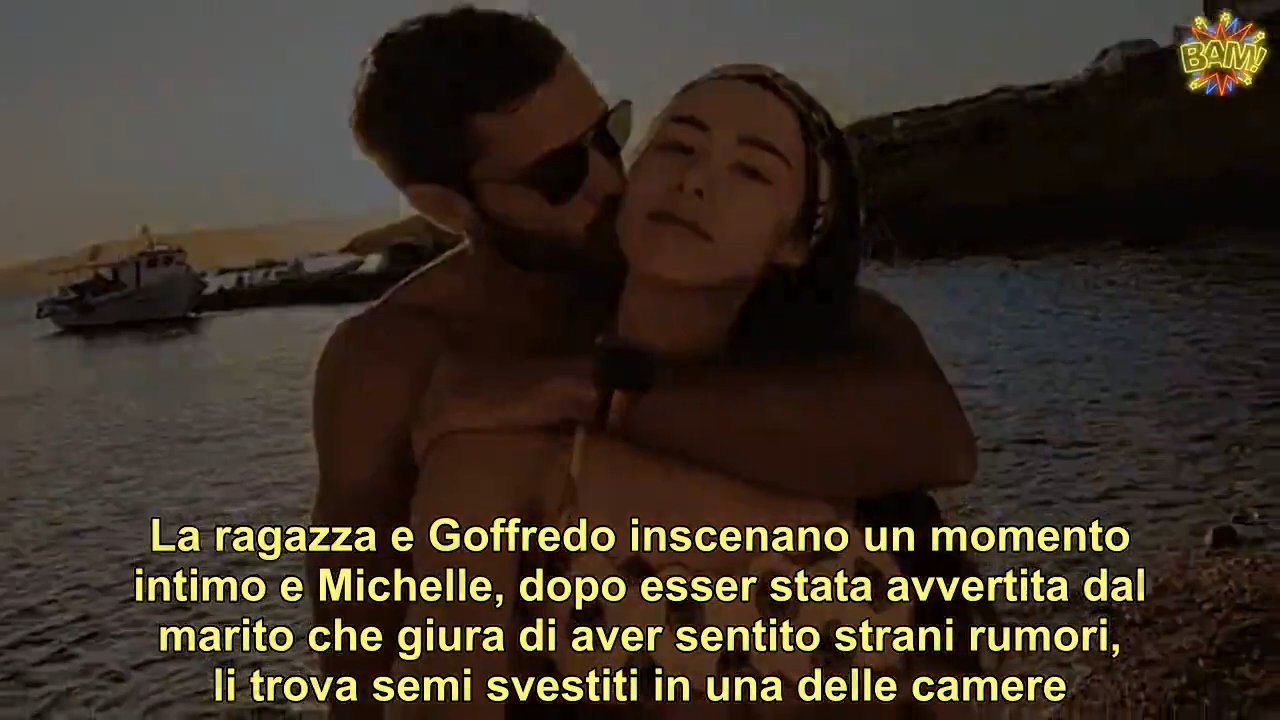 BAM!
La ragazza e Goffredo inscenano un momento
intimo e Michelle, dopo esser stata avvertita dal
marito che giura di aver sentito strani rumori,
li trova semi svestiti in una delle camere